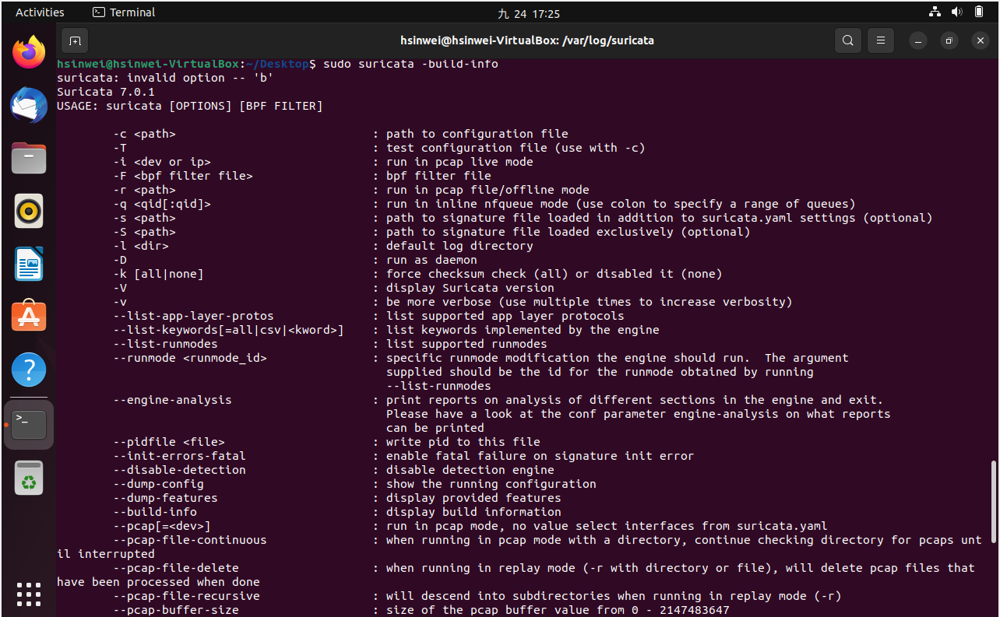 Activities
Terminal
九 24 17:25
hsinwei@hsinwei-VirtualBox: /var/log/suricata
hsinwei@hsinwei-VirtualBox:~/Desktop$ sudo suricata -build-info
suricata: invalid option -- 'b'
Suricata 7.0.1
USAGE: suricata [OPTIONS] [BPF FILTER]
-c <path> : path to configuration file
-T : test configuration file (use with -c)
-i <dev or ip> : run in pcap live mode
-F <bpf filter file> : bpf filter file
-r <path> : run in pcap file/offline mode
-q <qid[:qid]> : run in inline nfqueue mode (use colon to specify a range of queues)
-s <path> : path to signature file loaded in addition to suricata.yaml settings (optional)
-S <path> : path to signature file loaded exclusively (optional)
-l <dir> : default log directory
-D : run as daemon
-k [all|none] : force checksum check (all) or disabled it (none)
-V : display Suricata version
-v : be more verbose (use multiple times to increase verbosity)
--list-app-layer-protos : list supported app layer protocols
--list-keywords[=all|csv|<kword>] : list keywords implemented by the engine
--list-runmodes : list supported runmodes
--runmode <runmode_id> : specific runmode modification the engine should run.  The argument
supplied should be the id for the runmode obtained by running
--list-runmodes
--engine-analysis : print reports on analysis of different sections in the engine and exit.
Please have a look at the conf parameter engine-analysis on what reports
can be printed
--pidfile <file> : write pid to this file
--init-errors-fatal : enable fatal failure on signature init error
--disable-detection : disable detection engine
--dump-config : show the running configuration
--dump-features : display provided features
--build-info : display build information
--pcap[=<dev>] : run in pcap mode, no value select interfaces from suricata.yaml
--pcap-file-continuous : when running in pcap mode with a directory, continue checking directory for pcaps unt
il interrupted
--pcap-file-delete : when running in replay mode (-r with directory or file), will delete pcap files that
have been processed when done
--pcap-file-recursive : will descend into subdirectories when running in replay mode (-r)
--pcap-buffer-size : size of the pcap buffer value from 0 - 2147483647